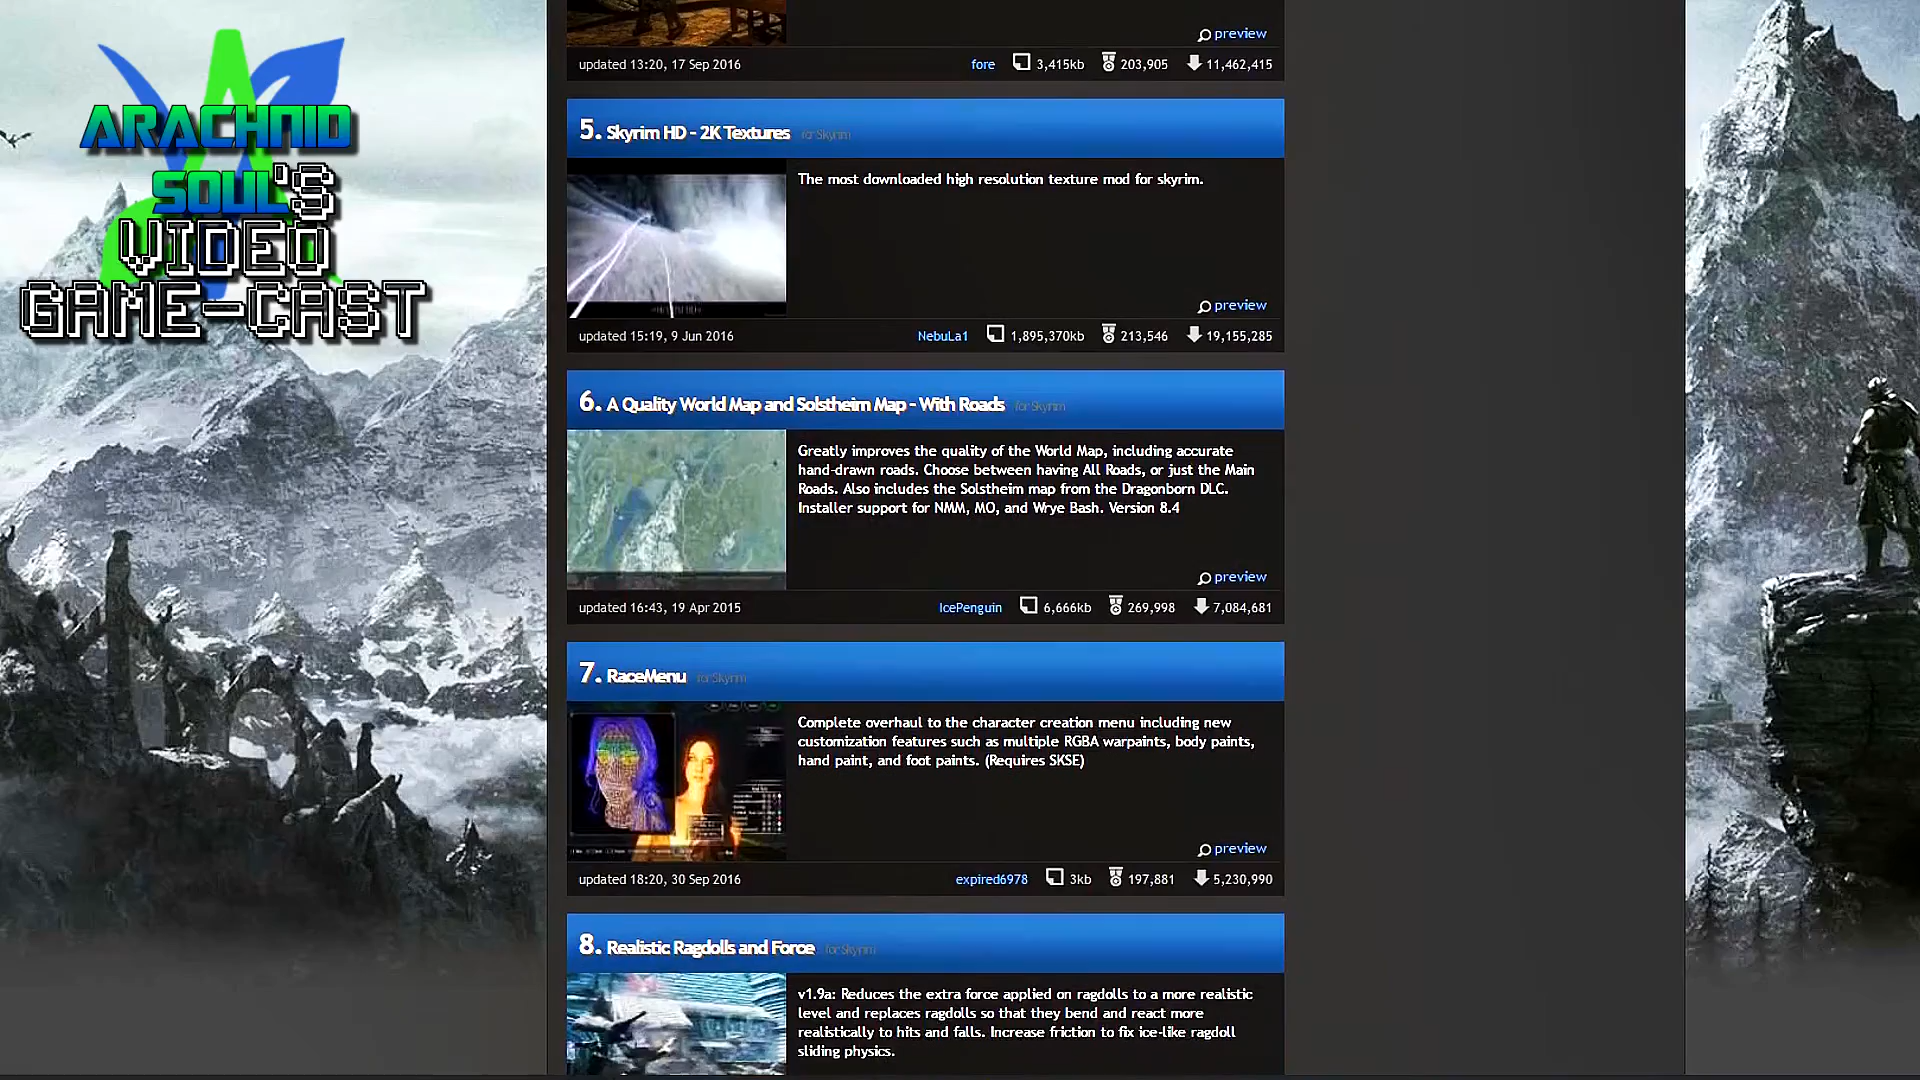 ARACHNID
SOUL'S
VIDEO
GAME-CAST
preview
updated 13:20, 17 Sep 2016 fore 3,415kb 203,905 11,462,415
5. Skyrim HD - 2K Textures for Skyrim
The most downloaded high resolution texture mod for skyrim.
preview
updated 15:19, 9 Jun 2016 NebuLa1 1,895,370kb 213,546 19,155,285
6. A Quality World Map and Solstheim Map - With Roads for Skyrim
Greatly improves the quality of the World Map, including accurate
hand-drawn roads. Choose between having All Roads, or just the Main
Roads. Also includes the Solstheim map from the Dragonborn DLC.
Installer support for NMM, MO, and Wrye Bash. Version 8.4
preview
updated 16:43, 19 Apr 2015 IcePenguin 6,666kb 269,998 7,084,681
7. RaceMenu for Skyrim
Complete overhaul to the character creation menu including new
customization features such as multiple RGBA warpaints, body paints,
hand paint, and foot paints. (Requires SKSE)
preview
updated 18:20, 30 Sep 2016 expired6978 3kb 197,881 5,230,990
8. Realistic Ragdolls and Force for Skyrim
v1.9a: Reduces the extra force applied on ragdolls to a more realistic
level and replaces ragdolls so that they bend and react more
realistically to hits and falls. Increase friction to fix ice-like ragdoll
sliding physics.